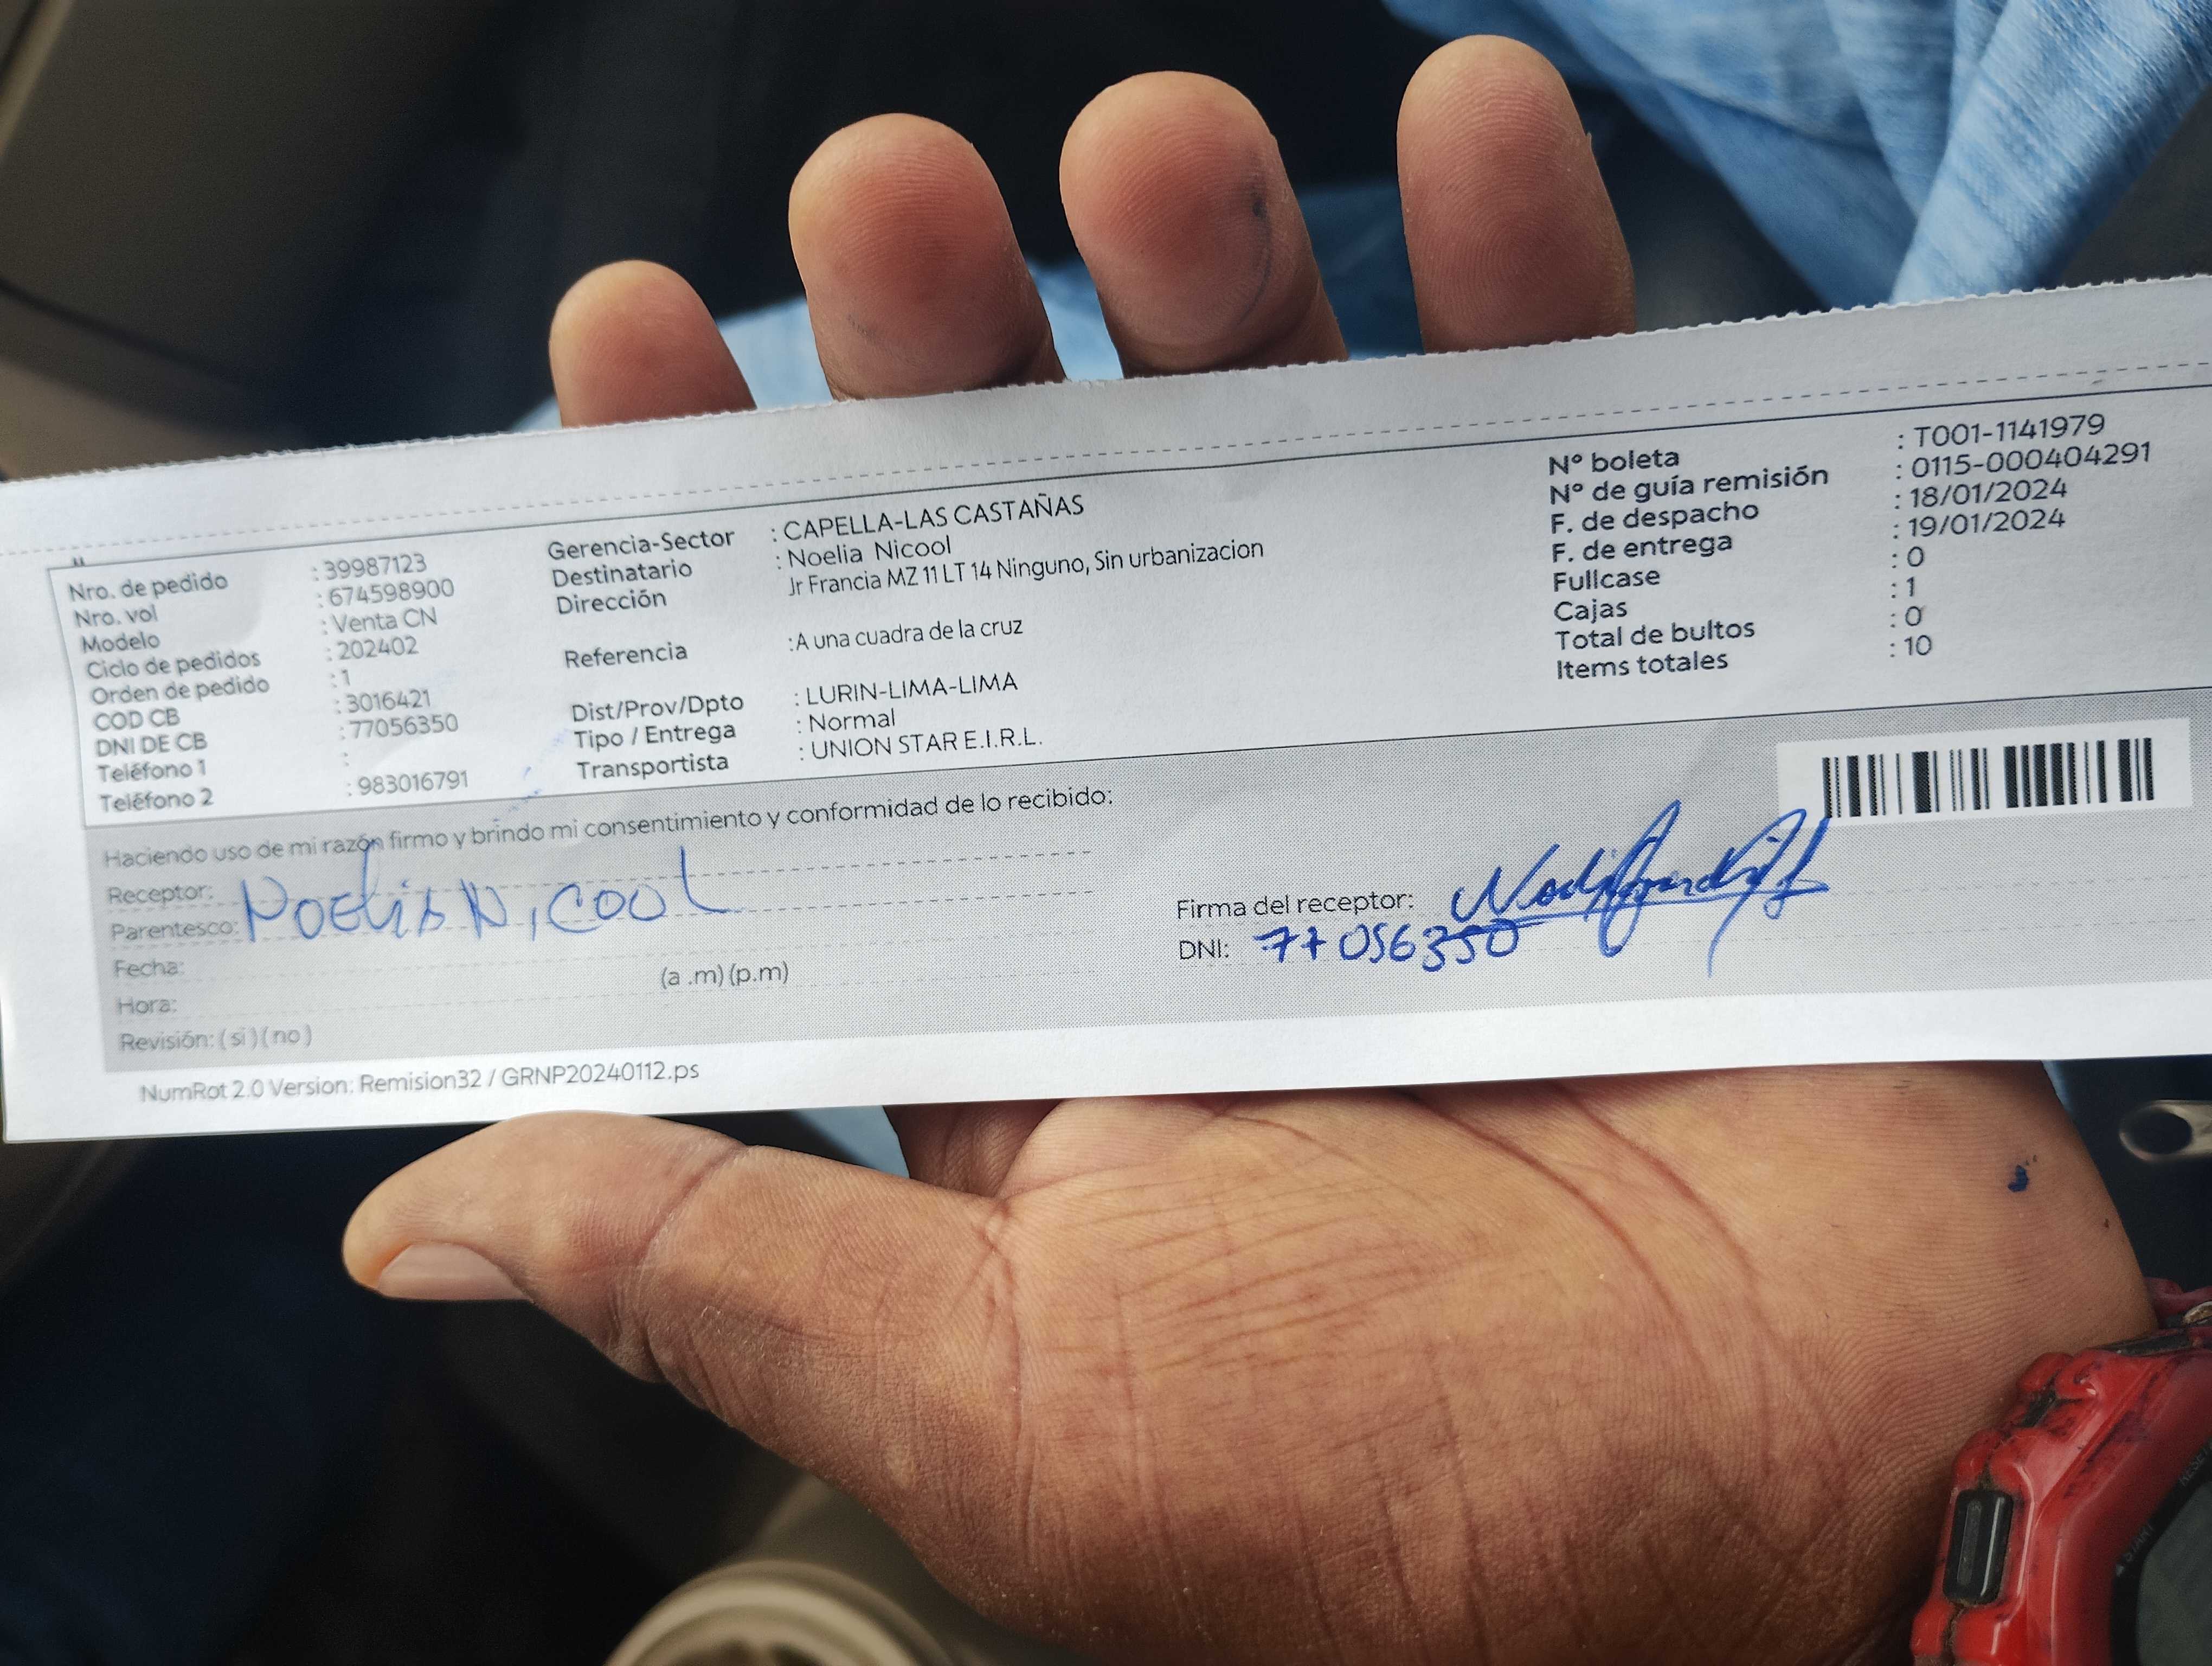 Nro. de pedido : 39987123
Nro. vol : 674598900
Modelo : Venta CN
Ciclo de pedidos : 202402
Orden de pedido : 1
COD CB : 3016421
DNI DE CB : 77056350
Teléfono 1 :
Teléfono 2 : 983016791
Gerencia-Sector : CAPELLA-LAS CASTAÑAS
Destinatario : Noelia Nicool
Dirección Jr Francia MZ 11 LT 14 Ninguno, Sin urbanizacion
Referencia :A una cuadra de la cruz
Dist/Prov/Dpto : LURIN-LIMA-LIMA
Tipo / Entrega : Normal
Transportista : UNION STAR E.I.R.L.
Nº boleta : T001-1141979
Nº de guía remisión : 0115-000404291
F. de despacho : 18/01/2024
F. de entrega : 19/01/2024
Fullcase : 0
Cajas : 1
Total de bultos : 0
Items totales : 10
Haciendo uso de mi razón firmo y brindo mi consentimiento y conformidad de lo recibido:
Receptor: Noelia Nicool
Parentesco:
Fecha:
Hora: (a .m) (p.m)
Revisión: ( si ) ( no )
Firma del receptor:
DNI: 77056350
NumRot 2.0 Version: Remision32 / GRNP20240112.ps